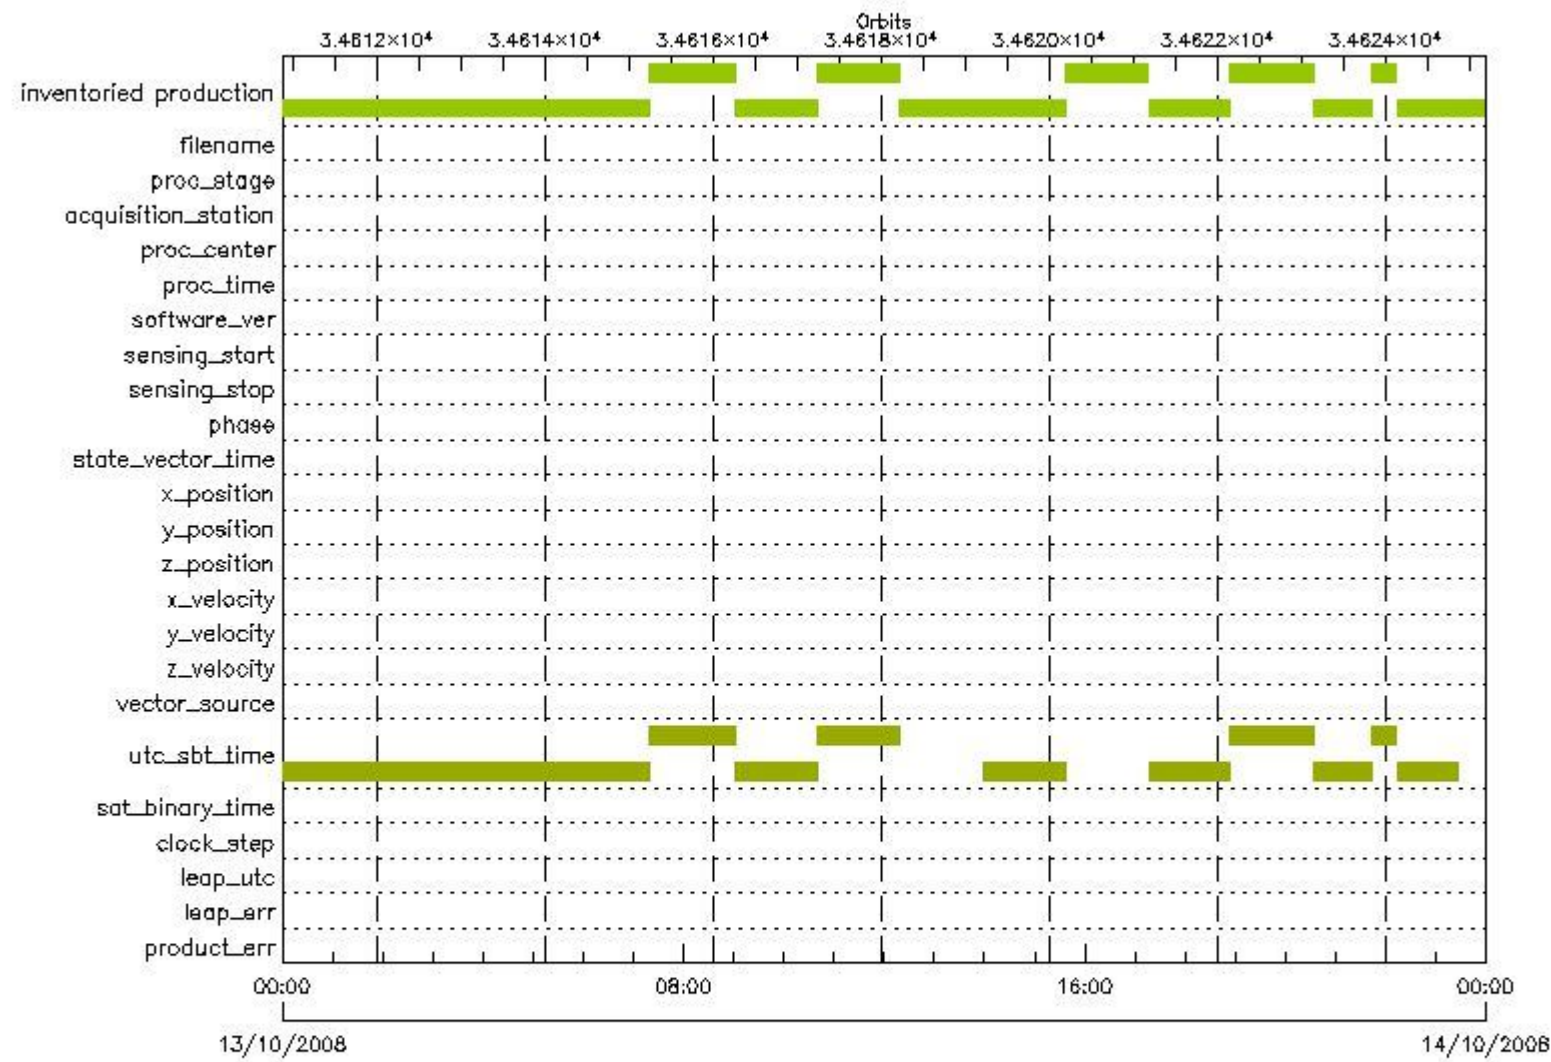 Orbits
3.4612×10⁴ 3.4614×10⁴ 3.4616×10⁴ 3.4618×10⁴ 3.4620×10⁴ 3.4622×10⁴ 3.4624×10⁴
inventoried production
filename
proc_stage
acquisition_station
proc_center
proc_time
software_ver
sensing_start
sensing_stop
phase
state_vector_time
x_position
y_position
z_position
x_velocity
y_velocity
z_velocity
vector_source
utc_sbt_time
sat_binary_time
clock_step
leap_utc
leap_err
product_err
00:00 08:00 16:00 00:00
13/10/2008 14/10/2008